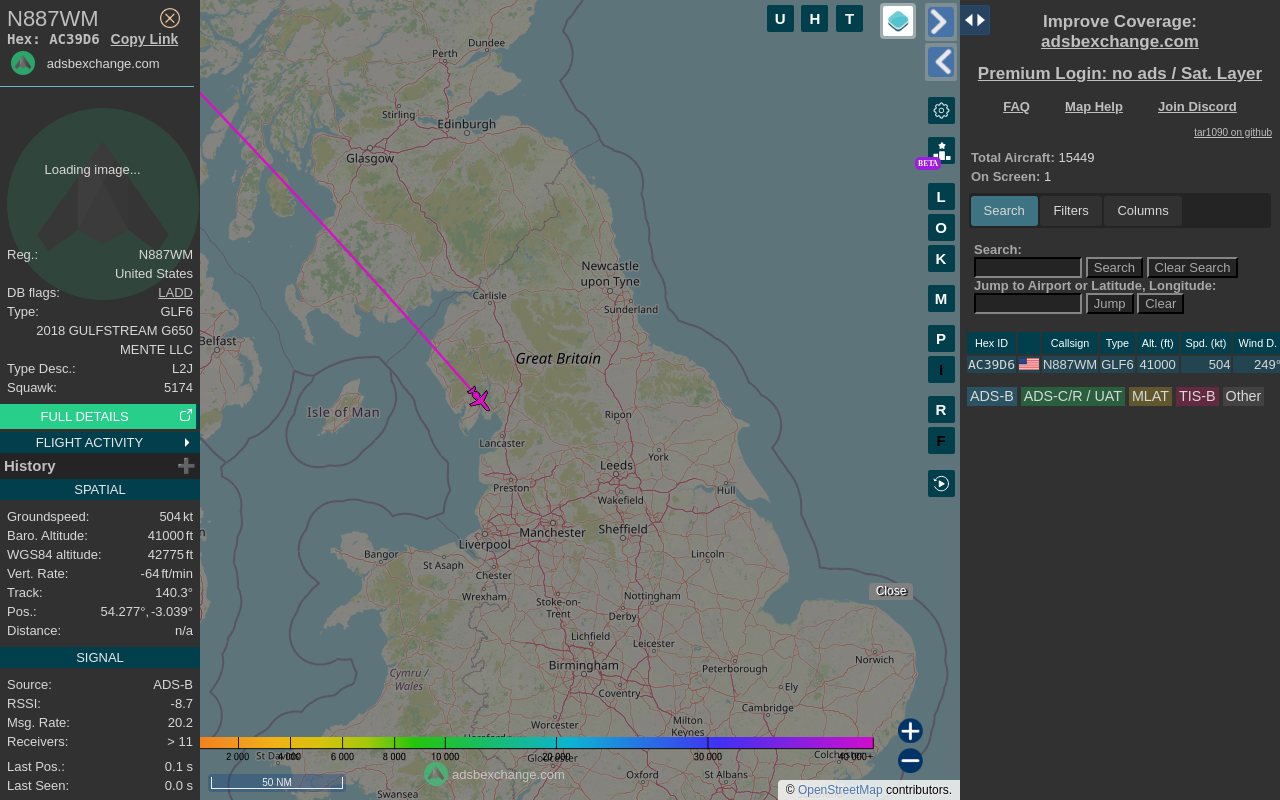 N887WM
Hex: AC39D6 Copy Link
adsbexchange.com
Loading image...
Reg.: N887WM
United States
DB flags: LADD
Type: GLF6
2018 GULFSTREAM G650
MENTE LLC
Type Desc.: L2J
Squawk: 5174
FULL DETAILS
FLIGHT ACTIVITY
History
SPATIAL
Groundspeed: 504 kt
Baro. Altitude: 41000 ft
WGS84 altitude: 42775 ft
Vert. Rate: -64 ft/min
Track: 140.3°
Pos.: 54.277°, -3.039°
Distance: n/a
SIGNAL
Source: ADS-B
RSSI: -8.7
Msg. Rate: 20.2
Receivers: > 11
Last Pos.: 0.1 s
Last Seen: 0.0 s
U H T
Dundee
Perth
Stirling
Edinburgh
Glasgow
Newcastle
upon Tyne
Carlisle
Sunderland
Belfast
Great Britain
Isle of Man
Ripon
Lancaster
York
Leeds
Preston
Hull
Wakefield
Manchester
Sheffield
Liverpool
Bangor
Lincoln
St Asaph
Chester
Wrexham
Stoke-on-
Trent
Nottingham
Derby
Lichfield
Leicester
Norwich
Birmingham
Peterborough
Cymru /
Wales
Coventry
Ely
Cambridge
Worcester
Milton
Keynes
Gloucester
Colchester
Oxford
St Albans
Swansea
2 000 4 000 6 000 8 000 10 000 20 000 30 000 40 000+
50 NM
adsbexchange.com
© OpenStreetMap contributors.
Close
BETA
L
O
K
M
P
I
R
F
Improve Coverage:
adsbexchange.com
Premium Login: no ads / Sat. Layer
FAQ Map Help Join Discord
tar1090 on github
Total Aircraft: 15449
On Screen: 1
Search Filters Columns
Search:
Search Clear Search
Jump to Airport or Latitude, Longitude:
Jump Clear
Hex ID Callsign Type Alt. (ft) Spd. (kt) Wind D.
AC39D6 N887WM GLF6 41000 504 249°
ADS-B ADS-C/R / UAT MLAT TIS-B Other